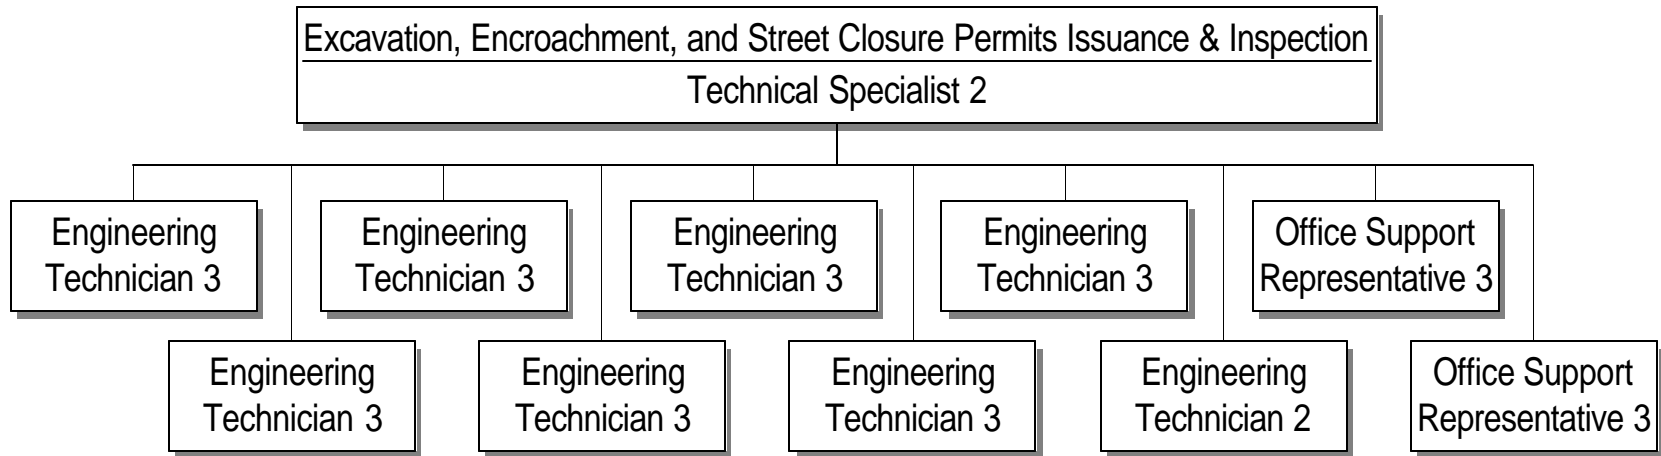 Excavation, Encroachment, and Street Closure Permits Issuance & Inspection
Technical Specialist 2
Engineering
Technician 3
Engineering
Technician 3
Engineering
Technician 3
Engineering
Technician 3
Office Support
Representative 3
Engineering
Technician 3
Engineering
Technician 3
Engineering
Technician 3
Engineering
Technician 2
Office Support
Representative 3